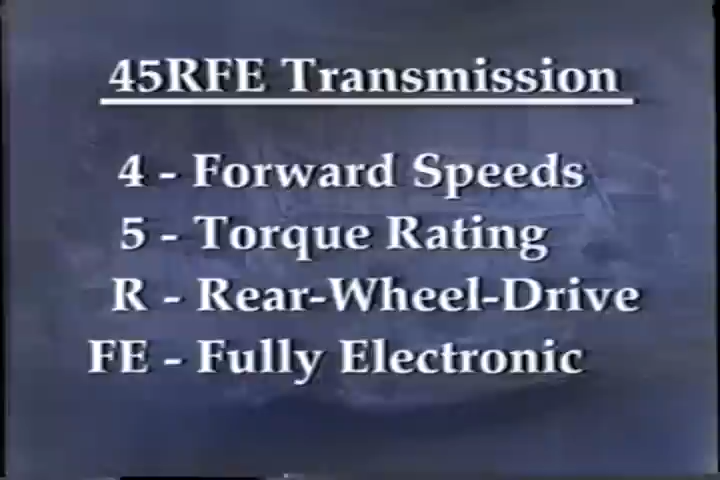 45RFE Transmission
4 - Forward Speeds
5 - Torque Rating
R - Rear-Wheel-Drive
FE - Fully Electronic